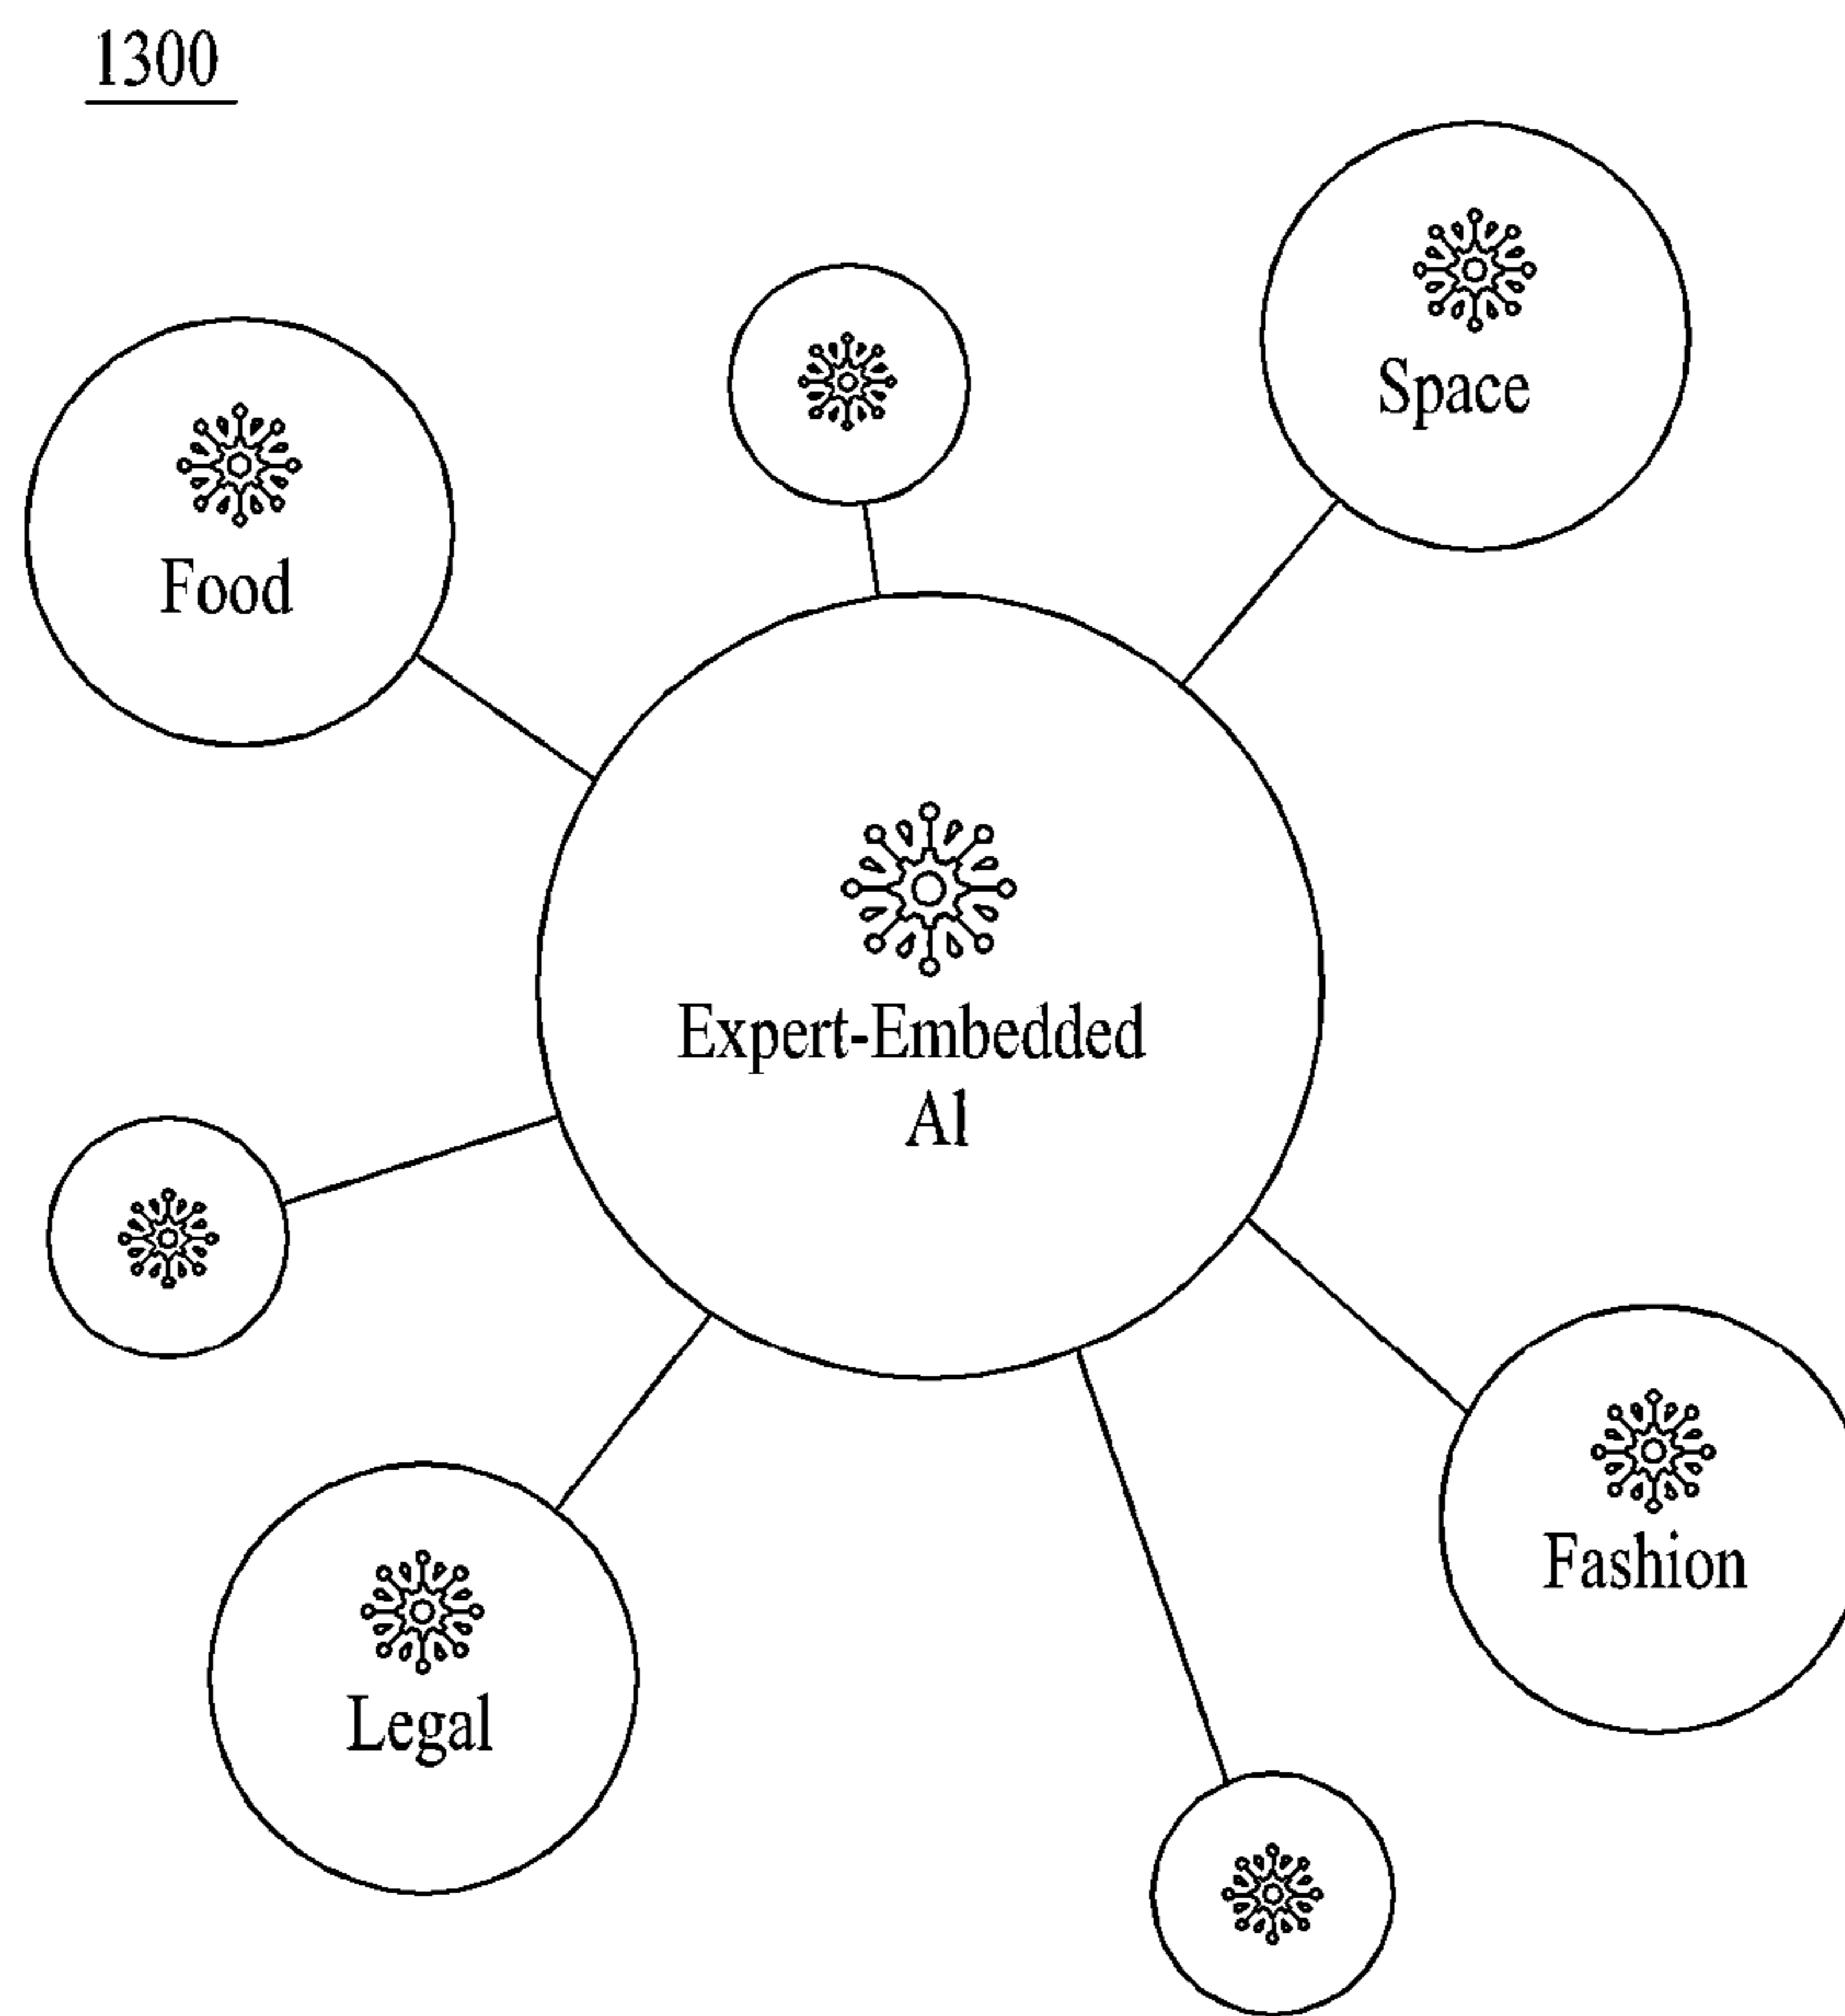 1300
Space
Food
Expert-Embedded
AI
Fashion
Legal